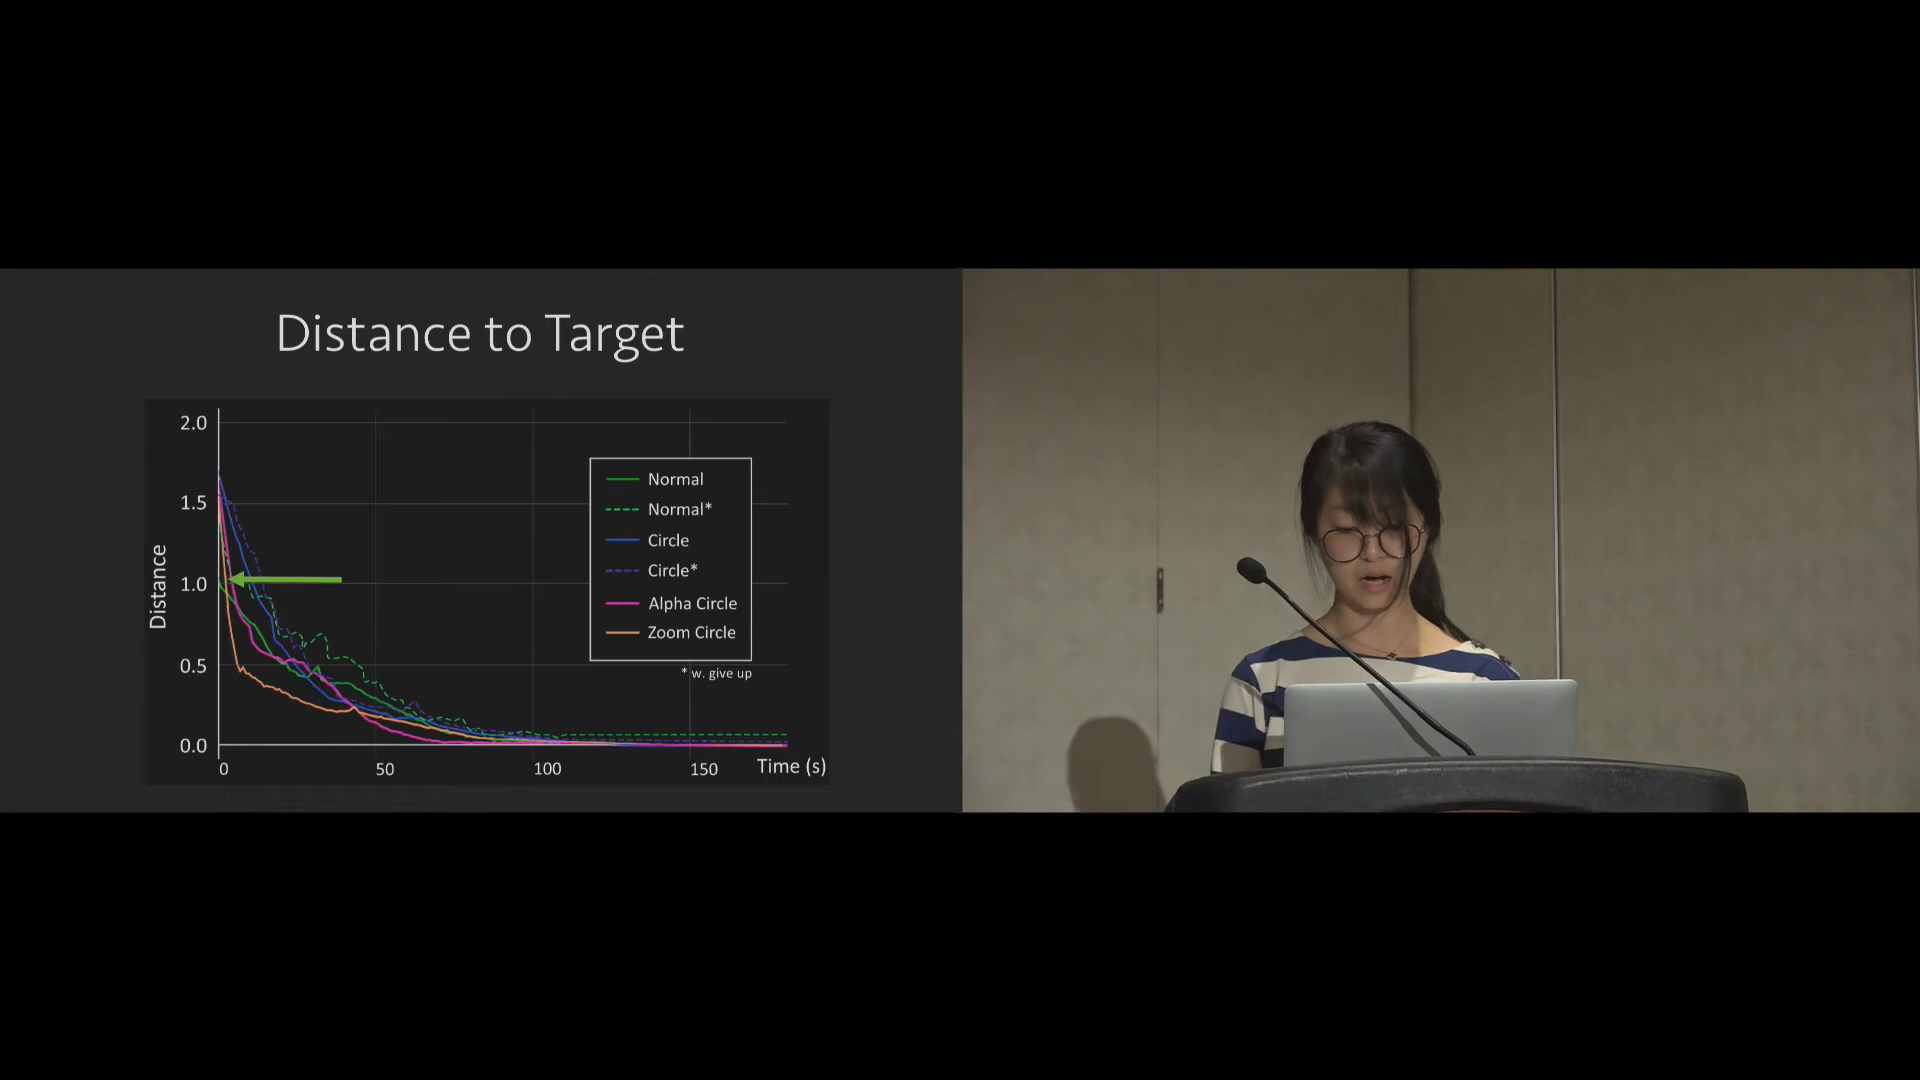 Distance to Target
2.0
1.5
1.0
0.5
0.0
Distance
0
50
100
150
Time (s)
Normal
Normal*
Circle
Circle*
Alpha Circle
Zoom Circle
* w. give up